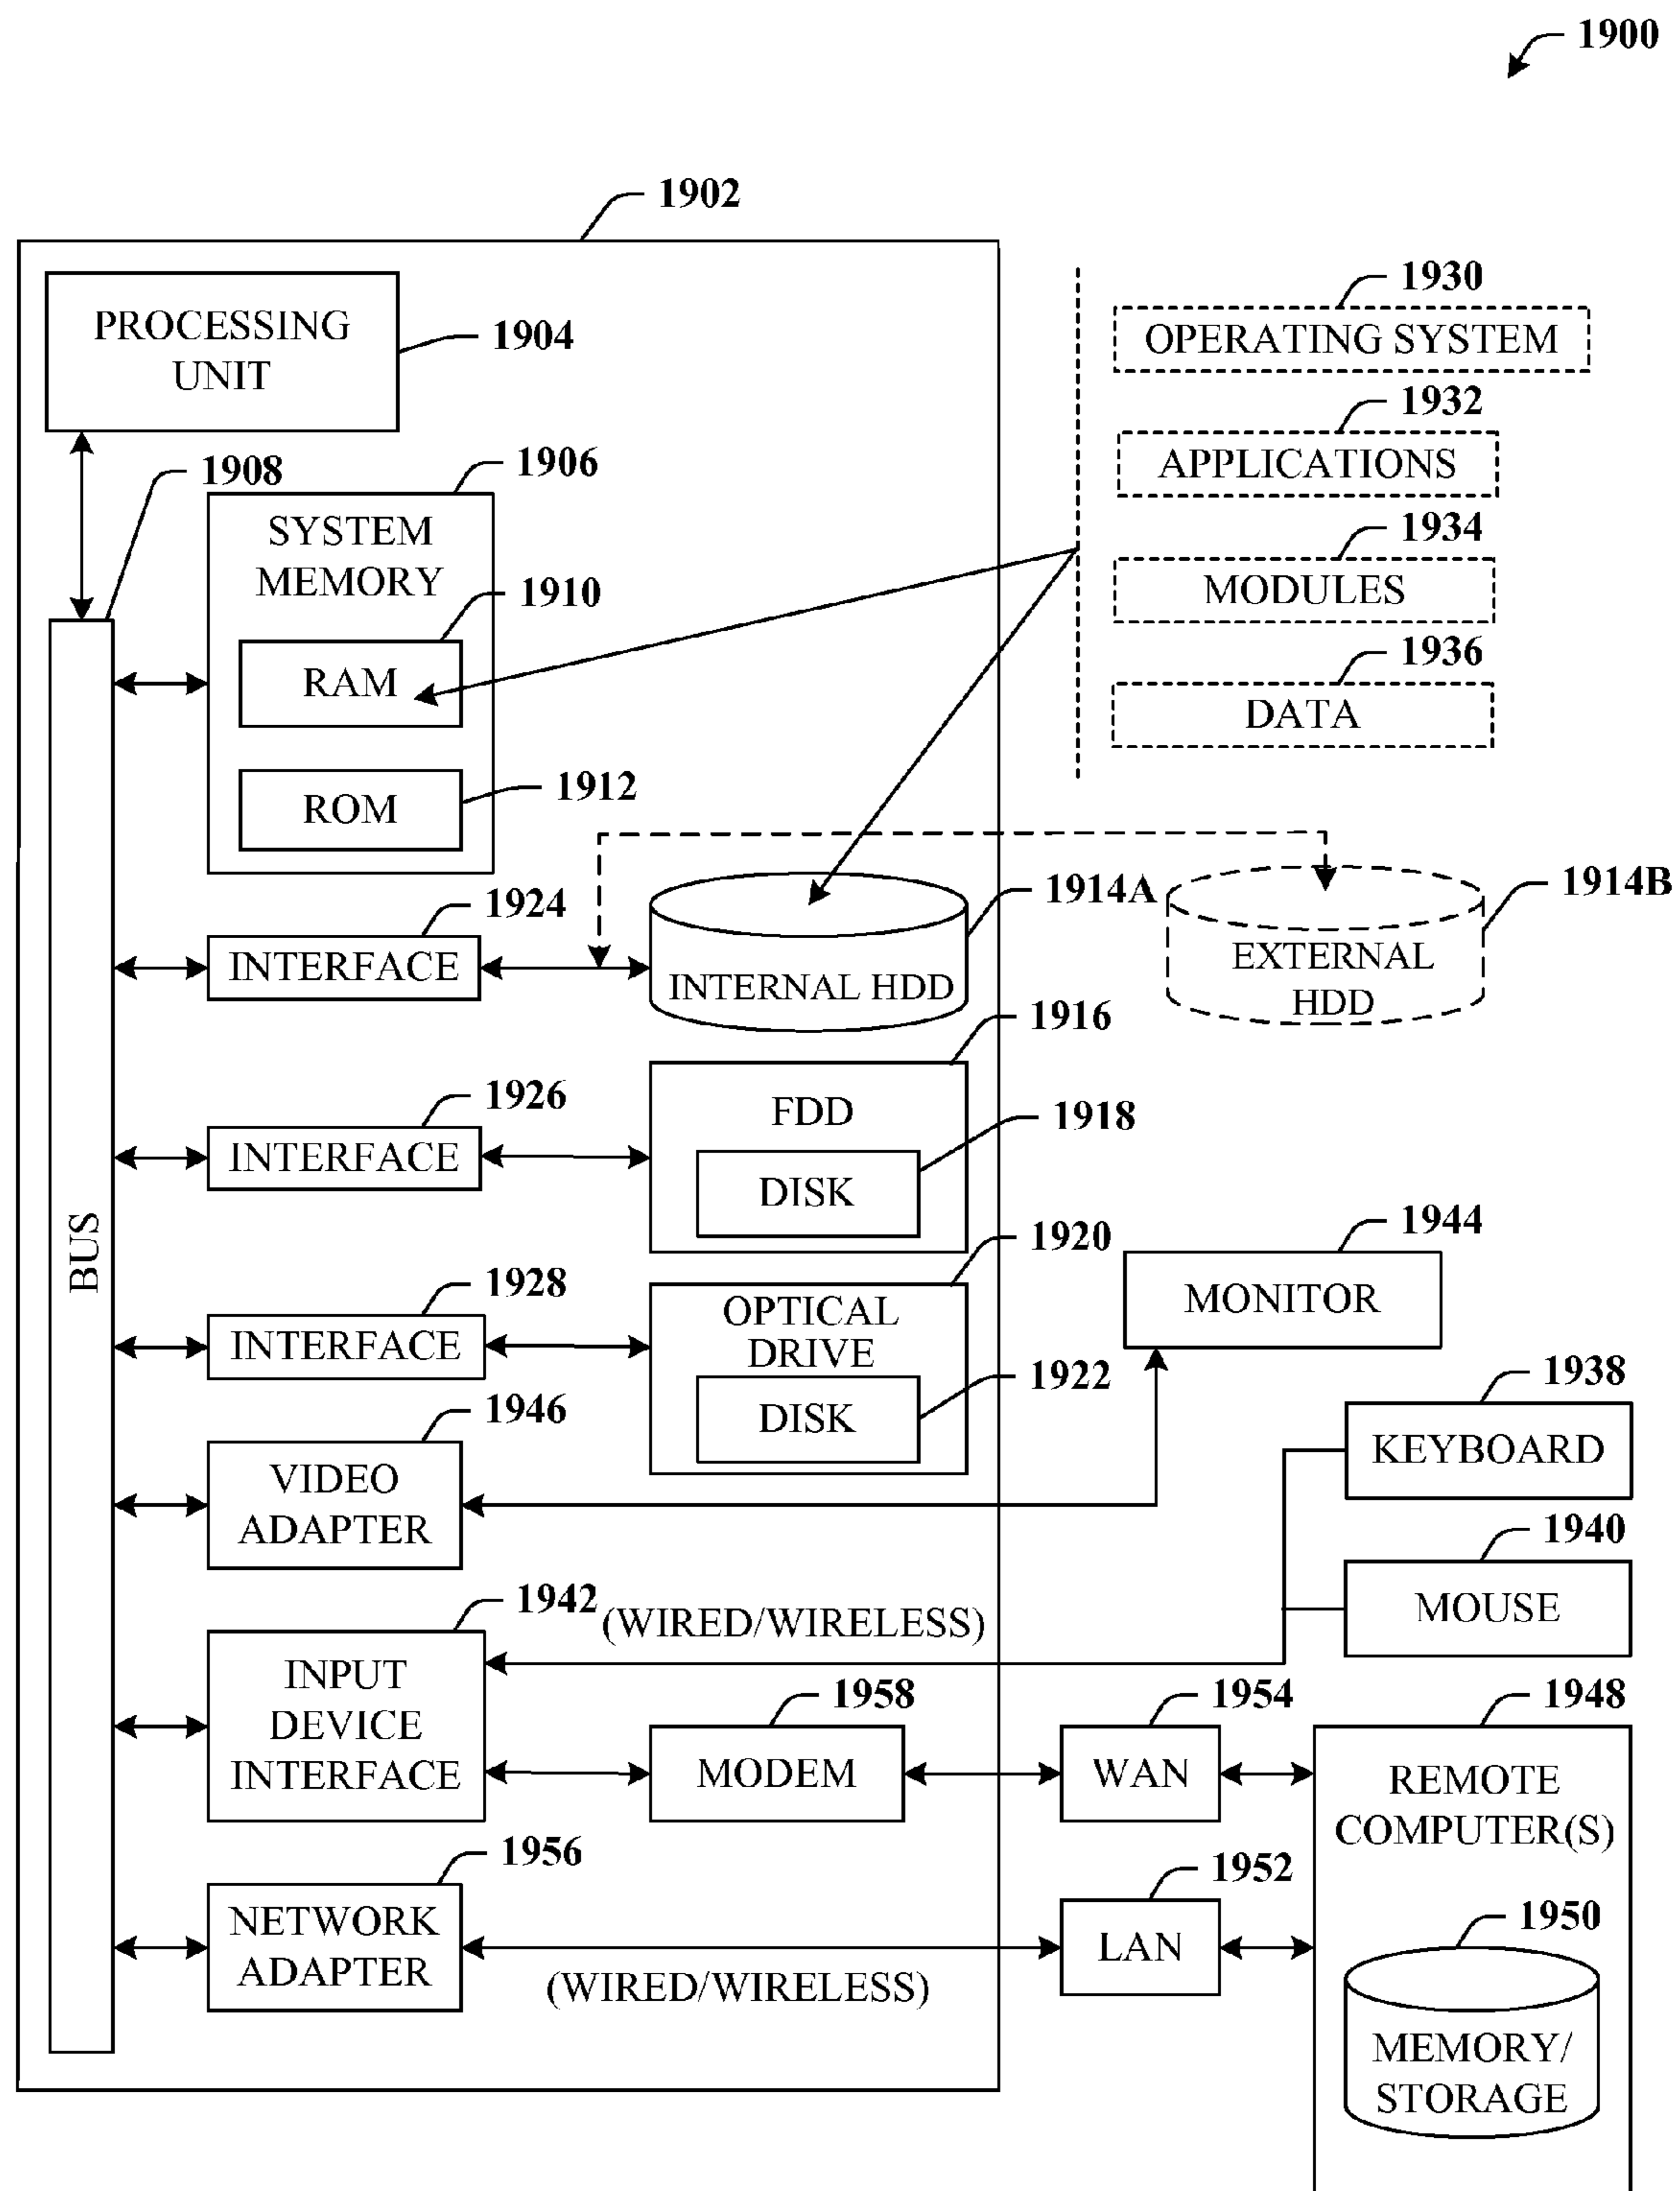 1900
1902
PROCESSING
UNIT
1904
1908
1906
SYSTEM
MEMORY
1910
RAM
ROM
1912
1930
OPERATING SYSTEM
1932
APPLICATIONS
1934
MODULES
1936
DATA
1924
INTERFACE
1914A
INTERNAL HDD
1914B
EXTERNAL
HDD
1926
INTERFACE
1916
FDD
1918
DISK
BUS
1928
INTERFACE
1920
OPTICAL
DRIVE
1922
DISK
1944
MONITOR
1946
VIDEO
ADAPTER
1938
KEYBOARD
1940
MOUSE
1942
(WIRED/WIRELESS)
INPUT
DEVICE
INTERFACE
1958
MODEM
1954
WAN
1948
REMOTE
COMPUTER(S)
1956
NETWORK
ADAPTER
(WIRED/WIRELESS)
1952
LAN
1950
MEMORY/
STORAGE